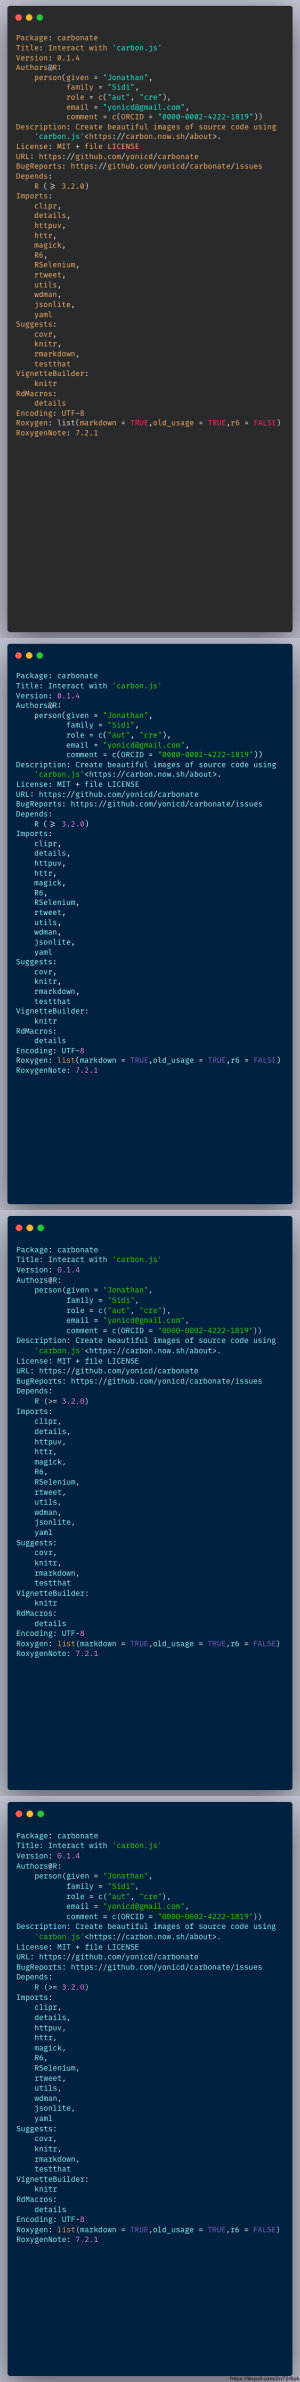 Package: carbonate
Title: Interact with 'carbon.js'
Version: 0.1.4
Authors@R:
    person(given = "Jonathan",
           family = "Sidi",
           role = c("aut", "cre"),
           email = "yonicd@gmail.com",
           comment = c(ORCID = "0000-0002-4222-1819"))
Description: Create beautiful images of source code using
    'carbon.js'<https://carbon.now.sh/about>.
License: MIT + file LICENSE
URL: https://github.com/yonicd/carbonate
BugReports: https://github.com/yonicd/carbonate/issues
Depends:
    R (⩾ 3.2.0)
Imports:
    clipr,
    details,
    httpuv,
    httr,
    magick,
    R6,
    RSelenium,
    rtweet,
    utils,
    wdman,
    jsonlite,
    yaml
Suggests:
    covr,
    knitr,
    rmarkdown,
    testthat
VignetteBuilder:
    knitr
RdMacros:
    details
Encoding: UTF-8
Roxygen: list(markdown = TRUE,old_usage = TRUE,r6 = FALSE)
RoxygenNote: 7.2.1
Package: carbonate
Title: Interact with 'carbon.js'
Version: 0.1.4
Authors@R:
    person(given = "Jonathan",
           family = "Sidi",
           role = c("aut", "cre"),
           email = "yonicd@gmail.com",
           comment = c(ORCID = "0000-0002-4222-1819"))
Description: Create beautiful images of source code using
    'carbon.js'<https://carbon.now.sh/about>.
License: MIT + file LICENSE
URL: https://github.com/yonicd/carbonate
BugReports: https://github.com/yonicd/carbonate/issues
Depends:
    R (⩾ 3.2.0)
Imports:
    clipr,
    details,
    httpuv,
    httr,
    magick,
    R6,
    RSelenium,
    rtweet,
    utils,
    wdman,
    jsonlite,
    yaml
Suggests:
    covr,
    knitr,
    rmarkdown,
    testthat
VignetteBuilder:
    knitr
RdMacros:
    details
Encoding: UTF-8
Roxygen: list(markdown = TRUE,old_usage = TRUE,r6 = FALSE)
RoxygenNote: 7.2.1
Package: carbonate
Title: Interact with 'carbon.js'
Version: 0.1.4
Authors@R:
    person(given = "Jonathan",
           family = "Sidi",
           role = c("aut", "cre"),
           email = "yonicd@gmail.com",
           comment = c(ORCID = "0000-0002-4222-1819"))
Description: Create beautiful images of source code using
    'carbon.js'<https://carbon.now.sh/about>.
License: MIT + file LICENSE
URL: https://github.com/yonicd/carbonate
BugReports: https://github.com/yonicd/carbonate/issues
Depends:
    R (>= 3.2.0)
Imports:
    clipr,
    details,
    httpuv,
    httr,
    magick,
    R6,
    RSelenium,
    rtweet,
    utils,
    wdman,
    jsonlite,
    yaml
Suggests:
    covr,
    knitr,
    rmarkdown,
    testthat
VignetteBuilder:
    knitr
RdMacros:
    details
Encoding: UTF-8
Roxygen: list(markdown = TRUE,old_usage = TRUE,r6 = FALSE)
RoxygenNote: 7.2.1
Package: carbonate
Title: Interact with 'carbon.js'
Version: 0.1.4
Authors@R:
    person(given = "Jonathan",
           family = "Sidi",
           role = c("aut", "cre"),
           email = "yonicd@gmail.com",
           comment = c(ORCID = "0000-0002-4222-1819"))
Description: Create beautiful images of source code using
    'carbon.js'<https://carbon.now.sh/about>.
License: MIT + file LICENSE
URL: https://github.com/yonicd/carbonate
BugReports: https://github.com/yonicd/carbonate/issues
Depends:
    R (>= 3.2.0)
Imports:
    clipr,
    details,
    httpuv,
    httr,
    magick,
    R6,
    RSelenium,
    rtweet,
    utils,
    wdman,
    jsonlite,
    yaml
Suggests:
    covr,
    knitr,
    rmarkdown,
    testthat
VignetteBuilder:
    knitr
RdMacros:
    details
Encoding: UTF-8
Roxygen: list(markdown = TRUE,old_usage = TRUE,r6 = FALSE)
RoxygenNote: 7.2.1